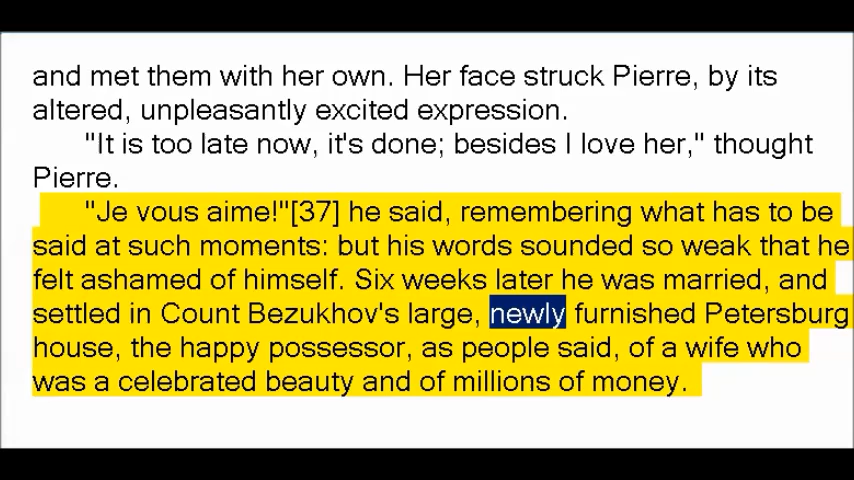 and met them with her own. Her face struck Pierre, by its
altered, unpleasantly excited expression.
"It is too late now, it's done; besides I love her," thought
Pierre.
"Je vous aime!"[37] he said, remembering what has to be
said at such moments: but his words sounded so weak that he
felt ashamed of himself. Six weeks later he was married, and
settled in Count Bezukhov's large, newly furnished Petersburg
house, the happy possessor, as people said, of a wife who
was a celebrated beauty and of millions of money.